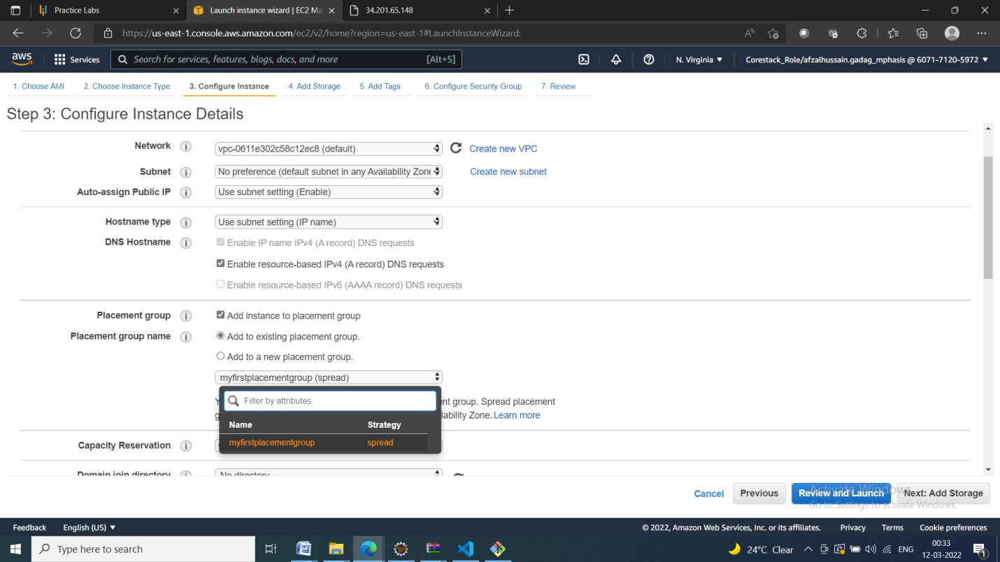 Practice Labs
Launch instance wizard | EC2 Ma
34.201.65.148
https://us-east-1.console.aws.amazon.com/ec2/v2/home?region=us-east-1#LaunchInstanceWizard:
aws
Services
Search for services, features, blogs, docs, and more
[Alt+S]
N. Virginia
Corestack_Role/afzalhussain.gadag_mphasis @ 6071-7120-5972
1. Choose AMI
2. Choose Instance Type
3. Configure Instance
4. Add Storage
5. Add Tags
6. Configure Security Group
7. Review
Step 3: Configure Instance Details
Network
vpc-0611e302c58c12ec8 (default)
Create new VPC
Subnet
No preference (default subnet in any Availability Zone
Create new subnet
Auto-assign Public IP
Use subnet setting (Enable)
Hostname type
Use subnet setting (IP name)
DNS Hostname
Enable IP name IPv4 (A record) DNS requests
Enable resource-based IPv4 (A record) DNS requests
Enable resource-based IPv6 (AAAA record) DNS requests
Placement group
Add instance to placement group
Placement group name
Add to existing placement group.
Add to a new placement group.
myfirstplacementgroup (spread)
Filter by attributes
nt group. Spread placement
lability Zone. Learn more
Name Strategy
myfirstplacementgroup spread
Capacity Reservation
Domain join directory
No directory
Cancel
Previous
Review and Launch
Next: Add Storage
Activate Windows
Go to Settings to activate Windows.
Feedback
English (US)
© 2022, Amazon Web Services, Inc. or its affiliates.
Privacy
Terms
Cookie preferences
Type here to search
24°C Clear
ENG
00:33
12-03-2022
1